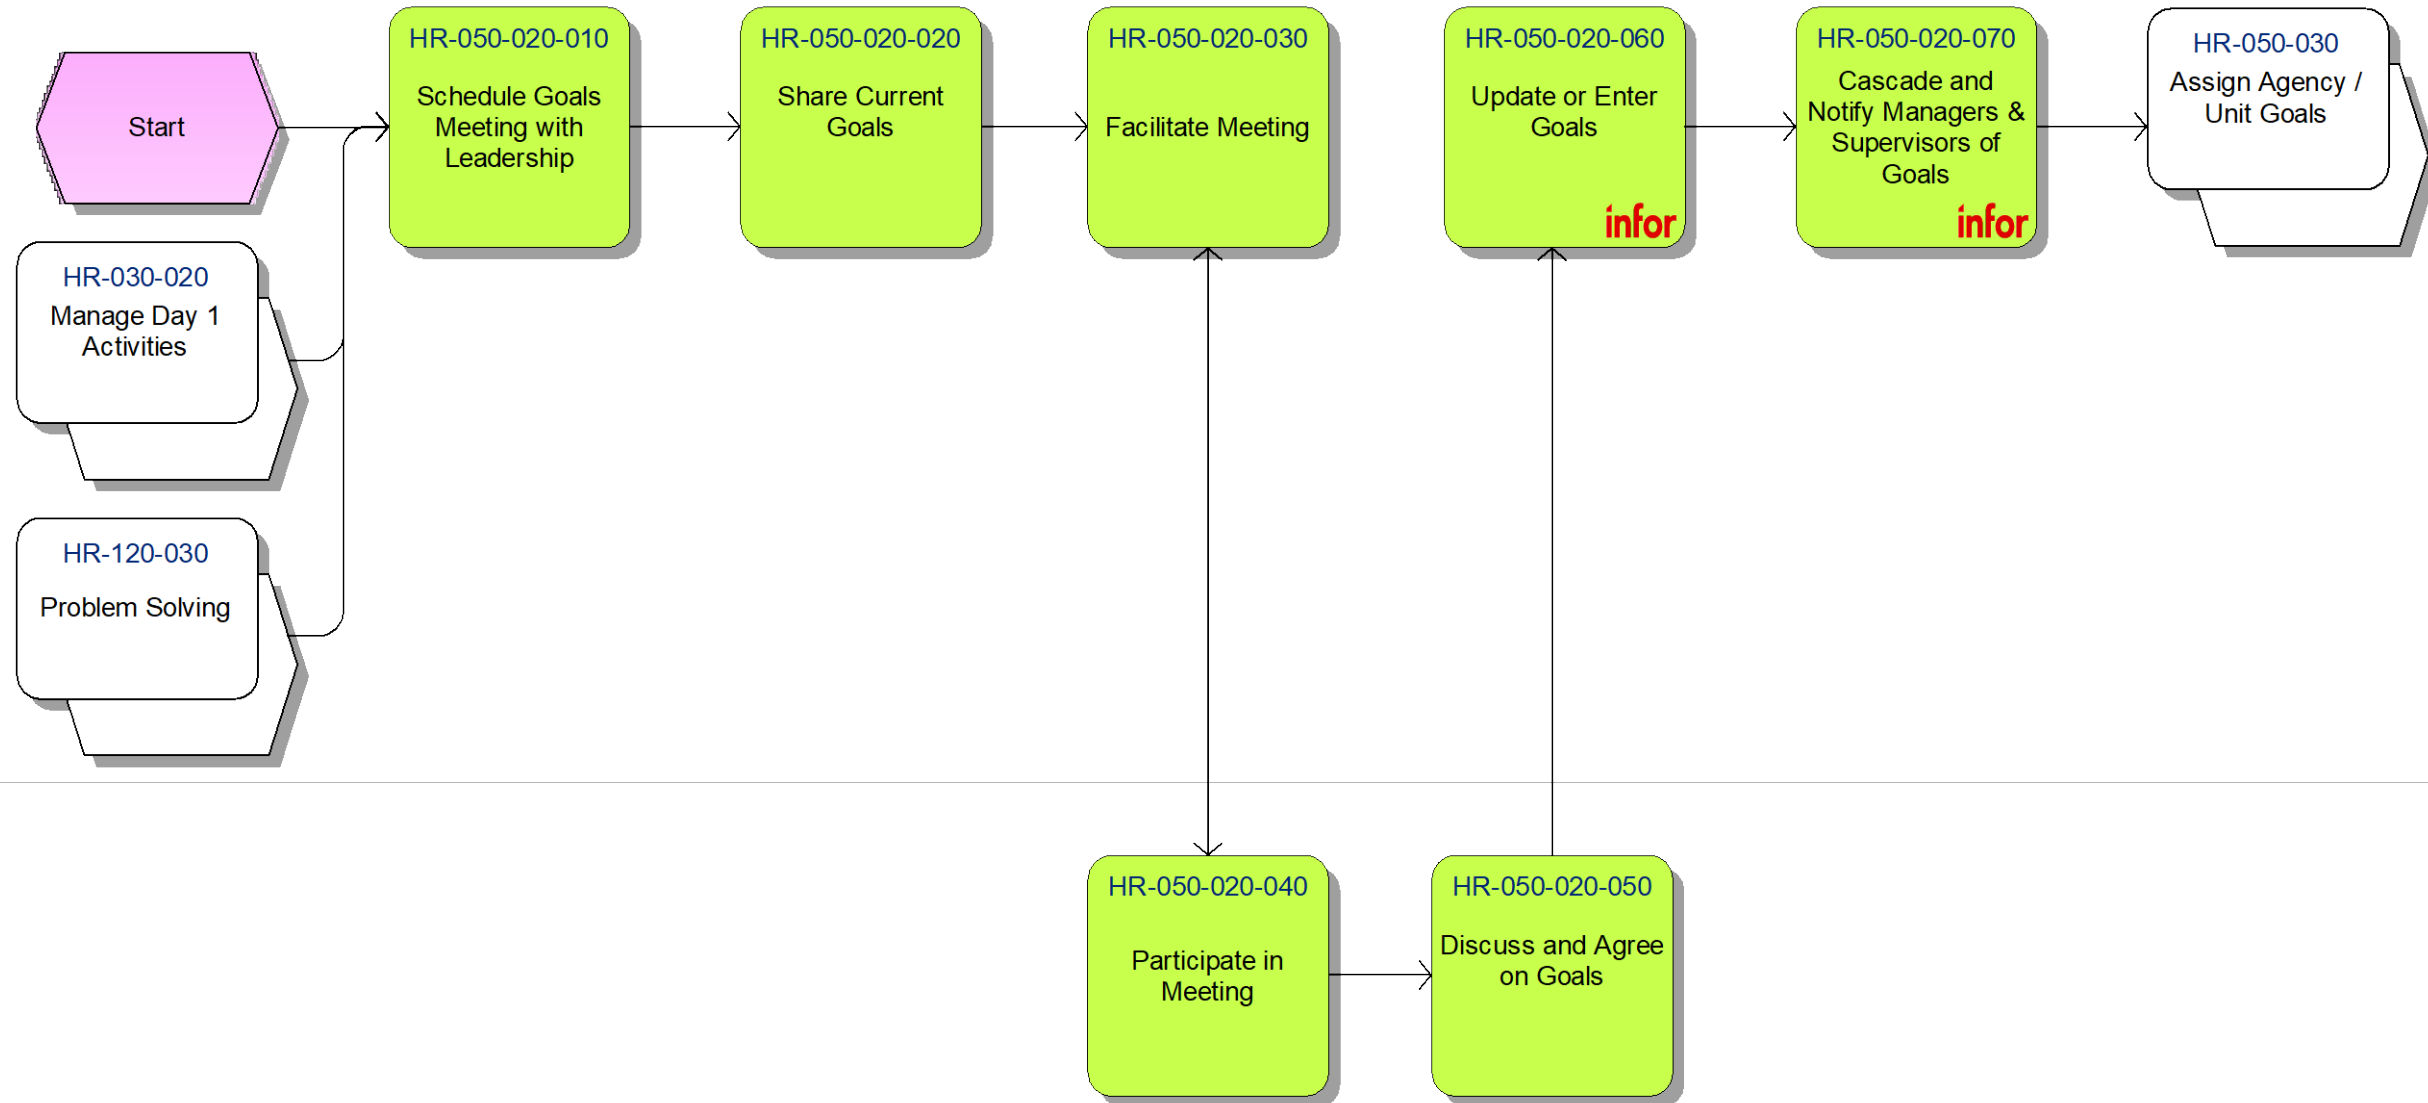 Start
HR-030-020
Manage Day 1
Activities
HR-120-030
Problem Solving
HR-050-020-010
Schedule Goals
Meeting with
Leadership
HR-050-020-020
Share Current
Goals
HR-050-020-030
Facilitate Meeting
HR-050-020-040
Participate in
Meeting
HR-050-020-050
Discuss and Agree
on Goals
HR-050-020-060
Update or Enter
Goals
infor
HR-050-020-070
Cascade and
Notify Managers &
Supervisors of
Goals
infor
HR-050-030
Assign Agency /
Unit Goals